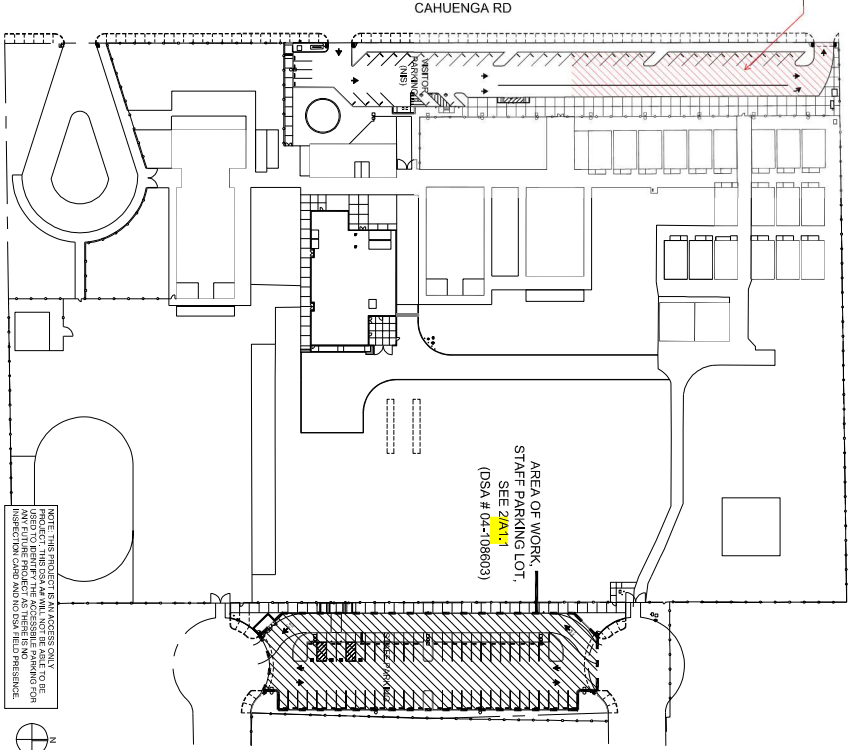 CAHUENGA RD
VISITOR
PARKING
(NIS)
AREA OF WORK,
STAFF PARKING LOT,
SEE 2/A1.1
(DSA # 04-108603)
STAFF PARKING
NOTE: THIS PROJECT IS AN ACCESS ONLY
PROJECT. THIS DSA A# WILL NOT BE ABLE TO BE
USED TO IDENTIFY THE ACCESSIBLE PARKING FOR
ANY FUTURE PROJECT AS THERE IS NO
INSPECTION CARD AND NO DSA FIELD PRESENCE.
N